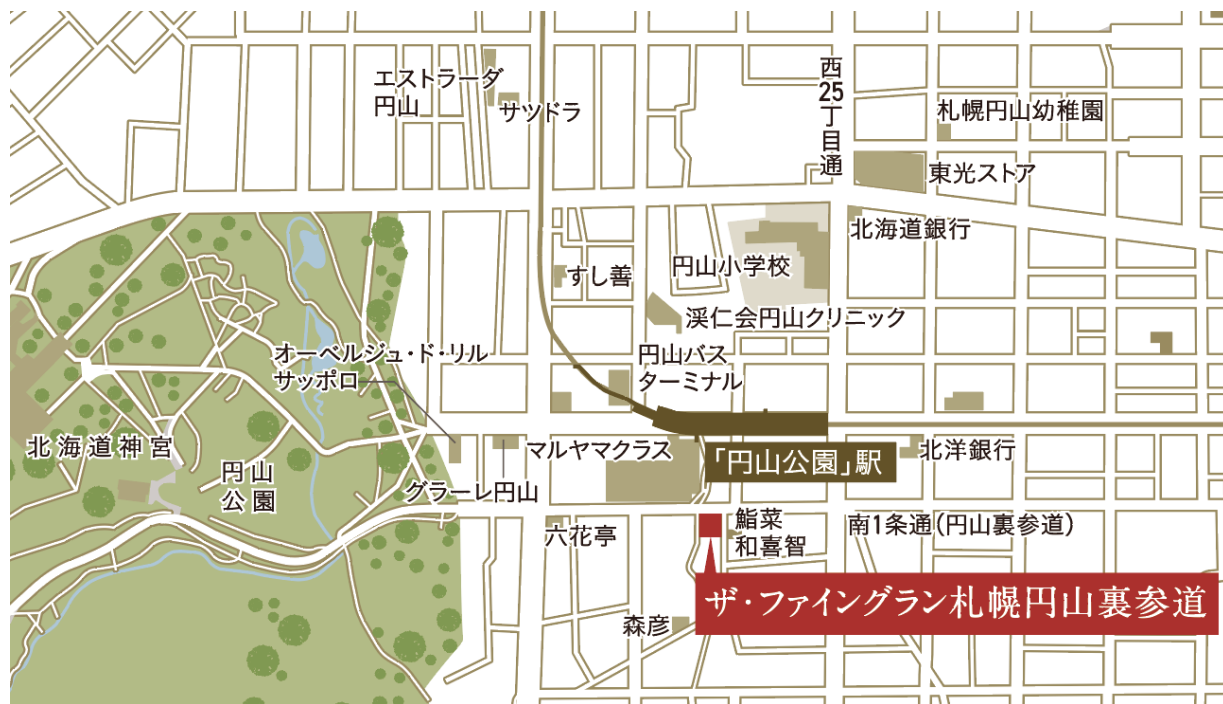 エストラーダ
円山
サツドラ
西25丁目通
札幌円山幼稚園
東光ストア
北海道銀行
すし善
円山小学校
渓仁会円山クリニック
オーベルジュ・ド・リル
サッポロ
円山バス
ターミナル
北海道神宮
円山
公園
マルヤマクラス
「円山公園」駅
北洋銀行
グラーレ円山
六花亭
鮨菜
和喜智
南1条通(円山裏参道)
ザ・ファイングラン札幌円山裏参道
森彦